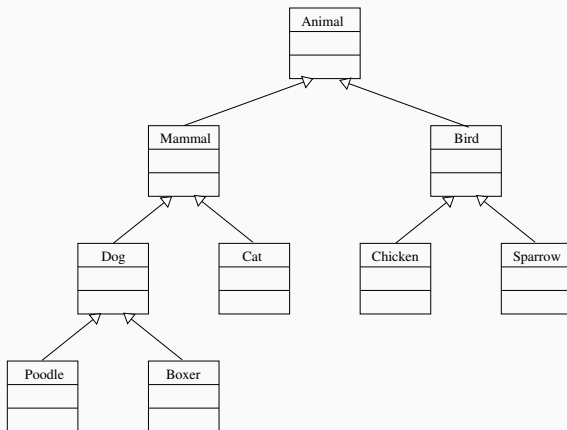 Animal
Mammal
Bird
Dog
Cat
Chicken
Sparrow
Poodle
Boxer